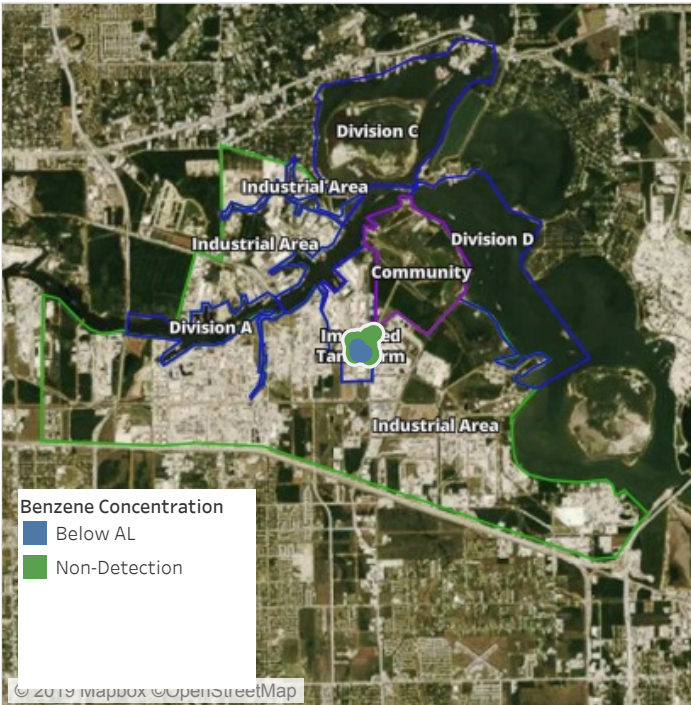 Division C
Industrial Area
Industrial Area
Division D
Community
Division A
Industrial Area
Benzene Concentration
Below AL
Non-Detection
© 2019 Mapbox ©OpenStreetMap